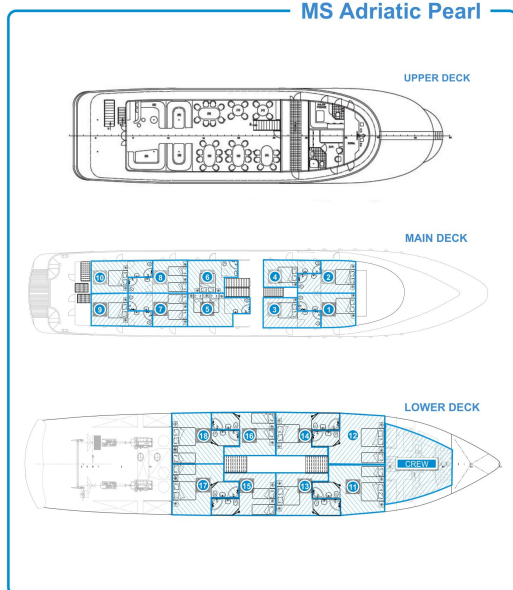 MS Adriatic Pearl
UPPER DECK
MAIN DECK
10 8 6 4 2
9 7 5 3 1
LOWER DECK
18 16 14 12
CREW
17 15 13 11